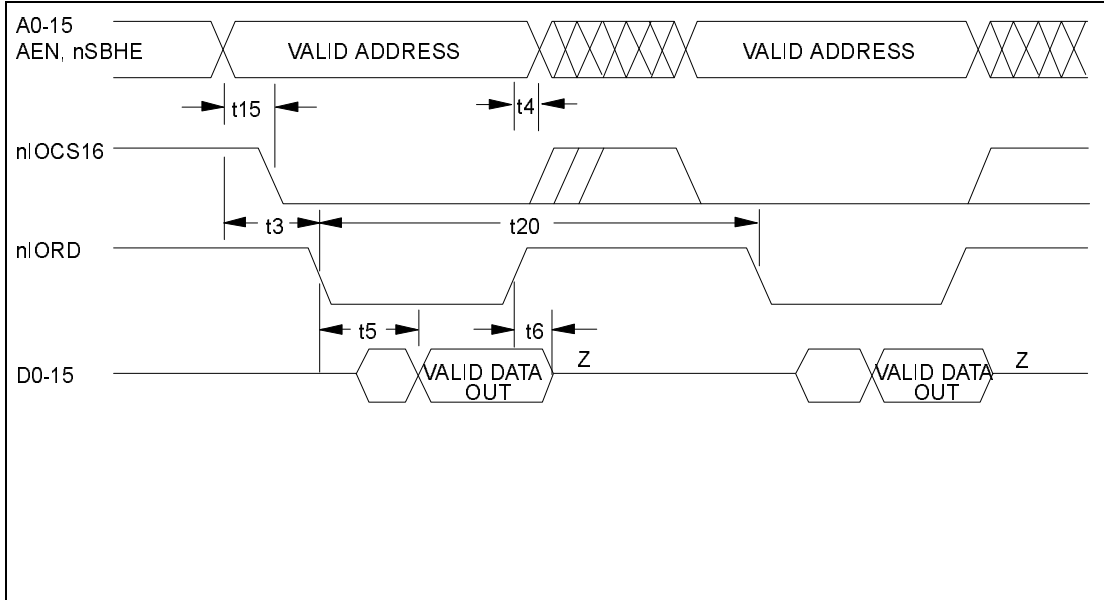 A0-15
AEN, nSBHE
VALID ADDRESS
VALID ADDRESS
t15
t4
nIOCS16
t3
t20
nIORD
t5
t6
D0-15
VALID DATA
OUT
Z
VALID DATA
OUT
Z